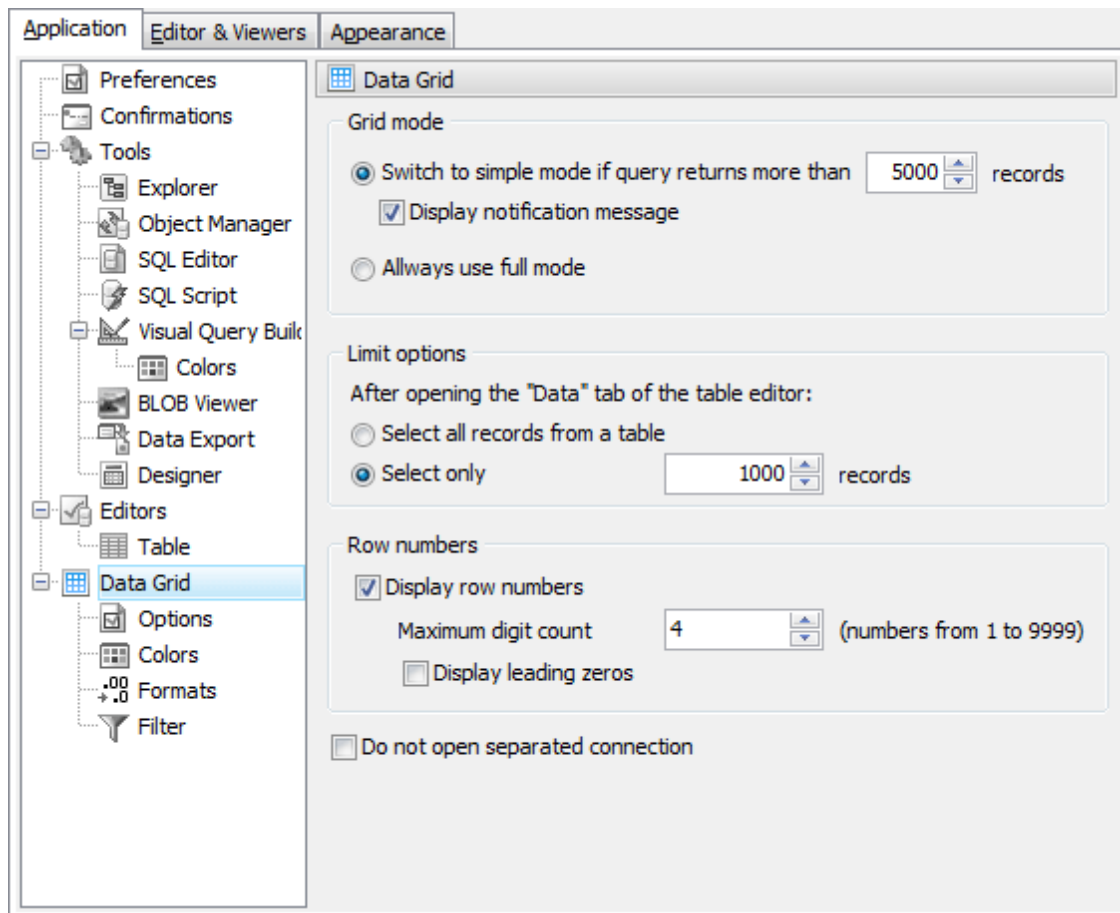 Application Editor & Viewers Appearance
Preferences
Confirmations
Tools
Explorer
Object Manager
SQL Editor
SQL Script
Visual Query Build
Colors
BLOB Viewer
Data Export
Designer
Editors
Table
Data Grid
Options
Colors
Formats
Filter
Data Grid
Grid mode
Switch to simple mode if query returns more than 5000 records
Display notification message
Allways use full mode
Limit options
After opening the "Data" tab of the table editor:
Select all records from a table
Select only 1000 records
Row numbers
Display row numbers
Maximum digit count 4 (numbers from 1 to 9999)
Display leading zeros
Do not open separated connection